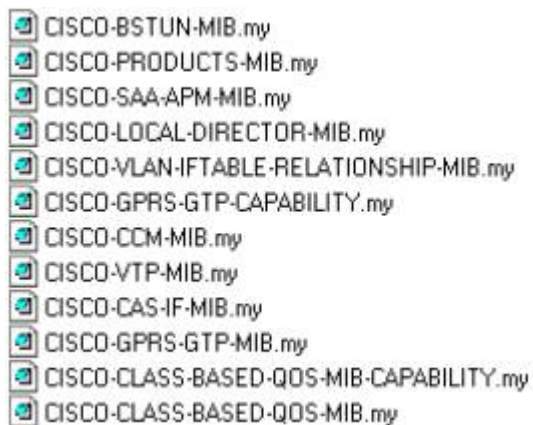 CISCO-BSTUN-MIB.my
CISCO-PRODUCTS-MIB.my
CISCO-SAA-APM-MIB.my
CISCO-LOCAL-DIRECTOR-MIB.my
CISCO-VLAN-IFTABLE-RELATIONSHIP-MIB.my
CISCO-GPRS-GTP-CAPABILITY.my
CISCO-CCM-MIB.my
CISCO-VTP-MIB.my
CISCO-CAS-IF-MIB.my
CISCO-GPRS-GTP-MIB.my
CISCO-CLASS-BASED-QOS-MIB-CAPABILITY.my
CISCO-CLASS-BASED-QOS-MIB.my